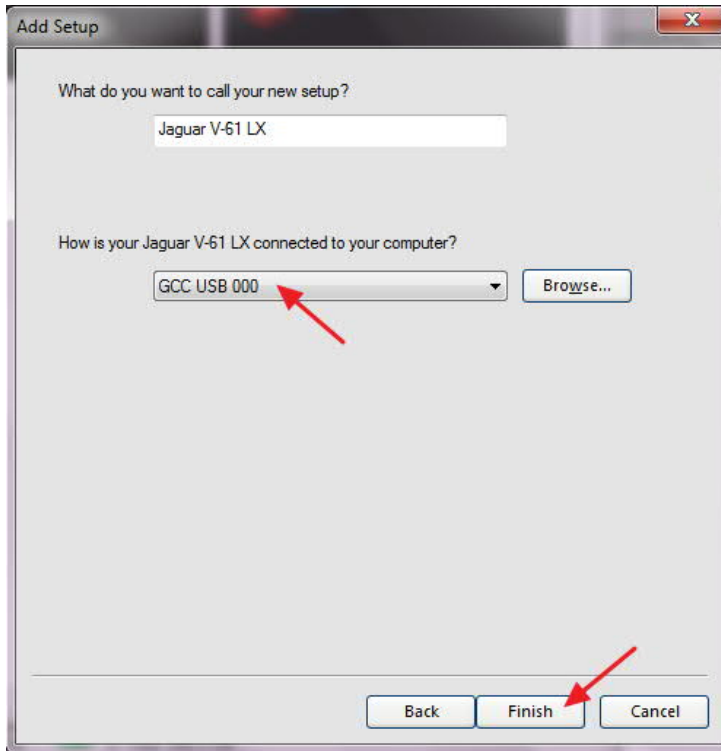 Add Setup
What do you want to call your new setup?
Jaguar V-61 LX
How is your Jaguar V-61 LX connected to your computer?
GCC USB 000
Browse...
Back
Finish
Cancel